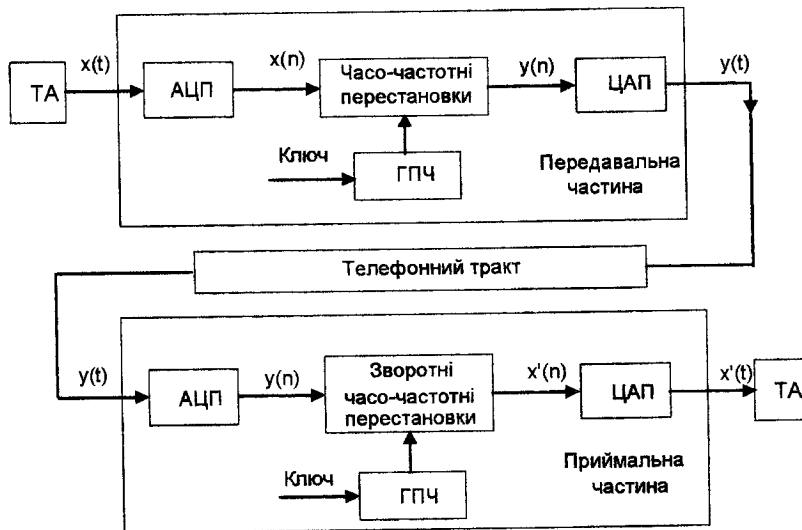 x(t)
x(n)
y(n)
y(t)
ТА
АЦП
Часо-частотні
перестановки
ЦАП
Ключ
ГПЧ
Передавальна
частина
Телефонний тракт
y(t)
y(n)
x'(n)
x'(t)
АЦП
Зворотні
часо-частотні
перестановки
ЦАП
ТА
Ключ
ГПЧ
Приймальна
частина